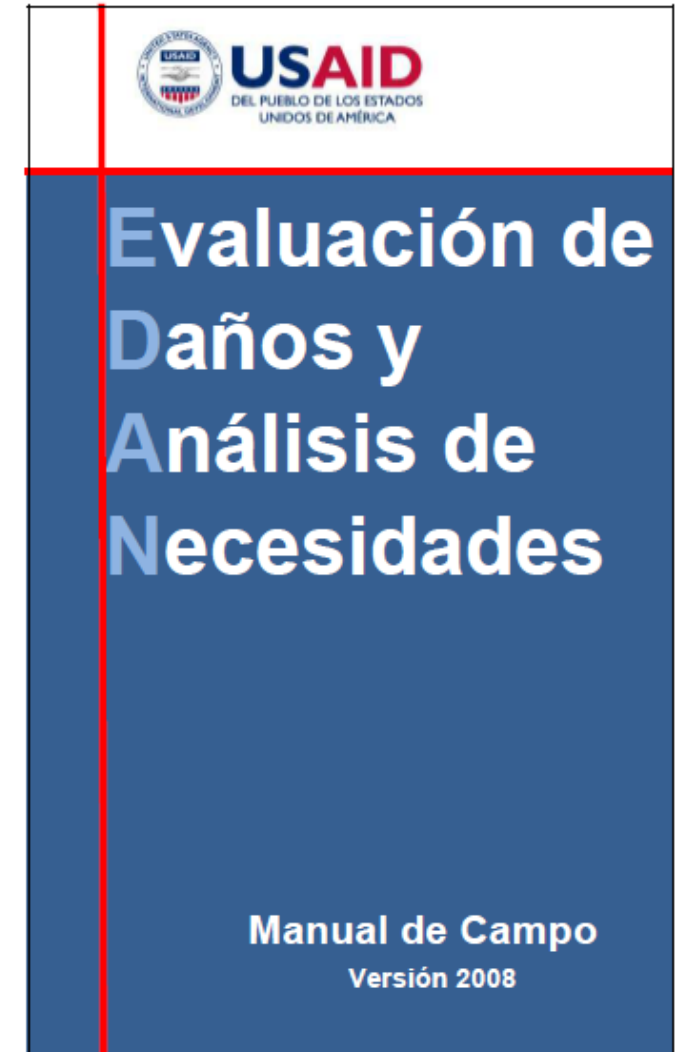 USAID
USAID
DEL PUEBLO DE LOS ESTADOS
UNIDOS DE AMÉRICA
Evaluación de
Daños y
Análisis de
Necesidades
Manual de Campo
Versión 2008